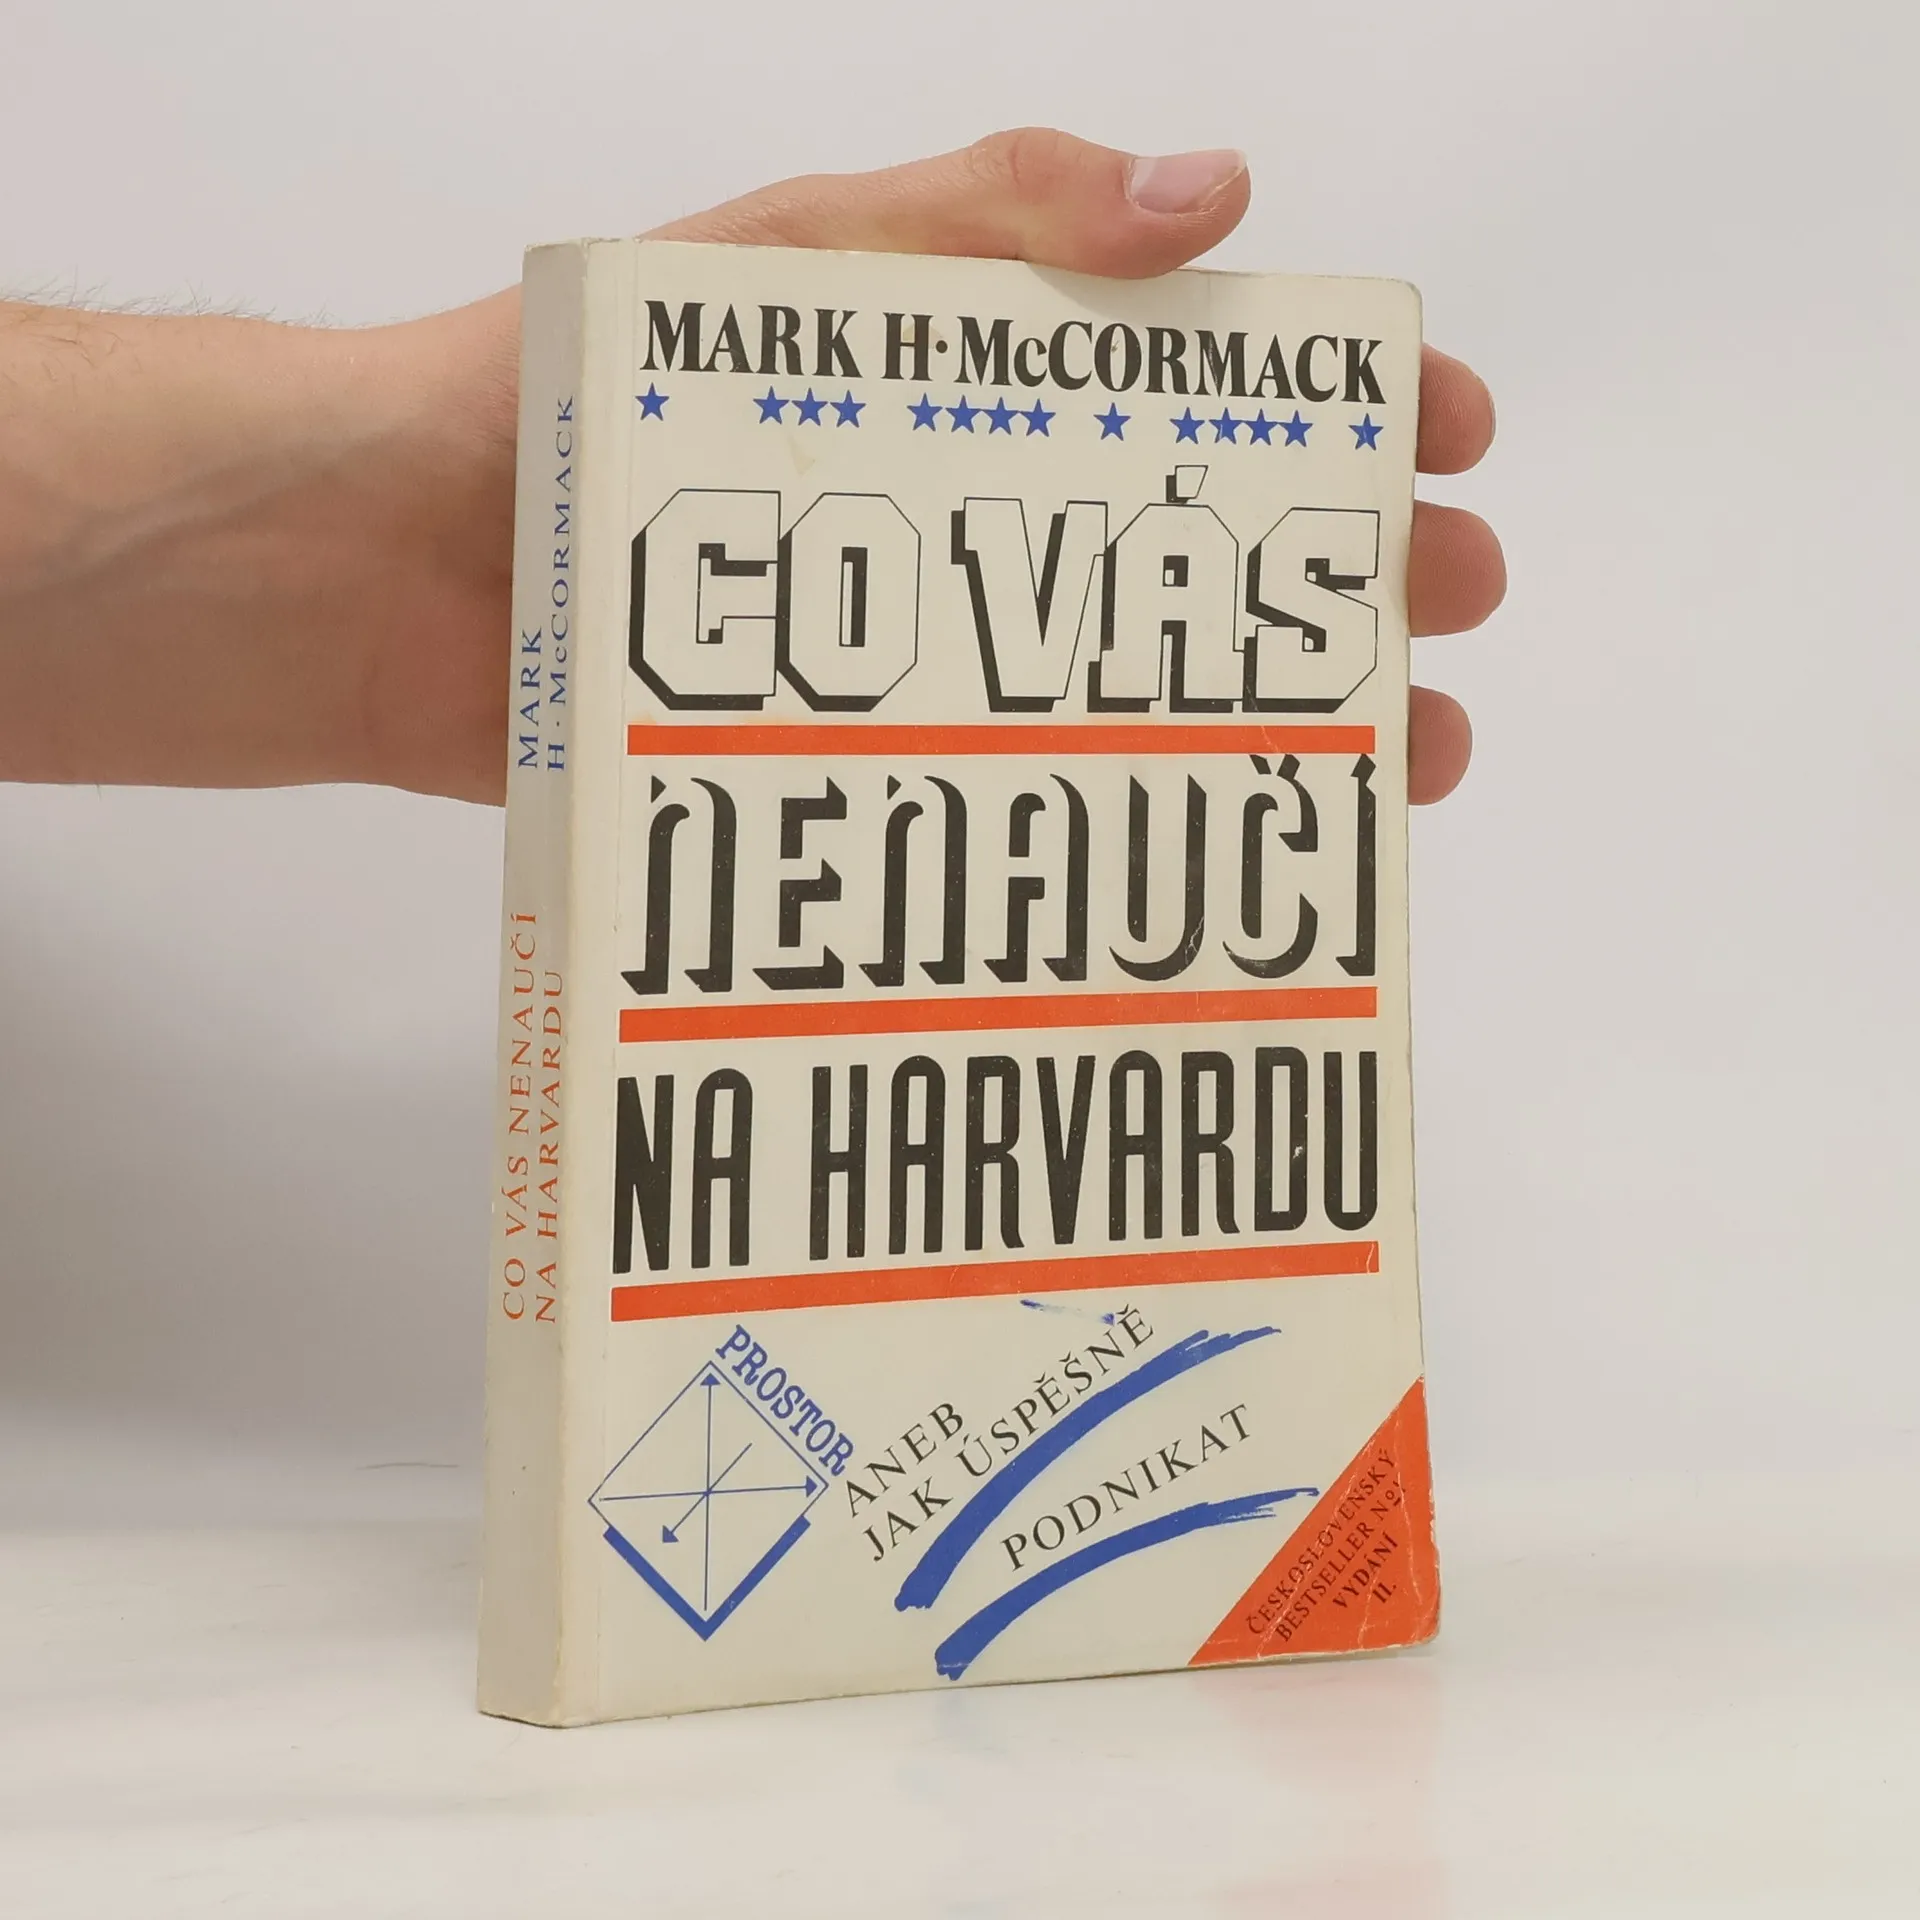 MARK H. McCORMACK
CO VÁS
NENAUČÍ
NA HARVARDU
PROSTOR
ANEB
JAK ÚSPĚŠNĚ
PODNIKAT
ČESKOSLOVENSKÝ
BESTSELLER No1
VYDÁNÍ
II.
MARK
H. McCORMACK
CO VÁS NENAUČÍ
NA HARVARDU